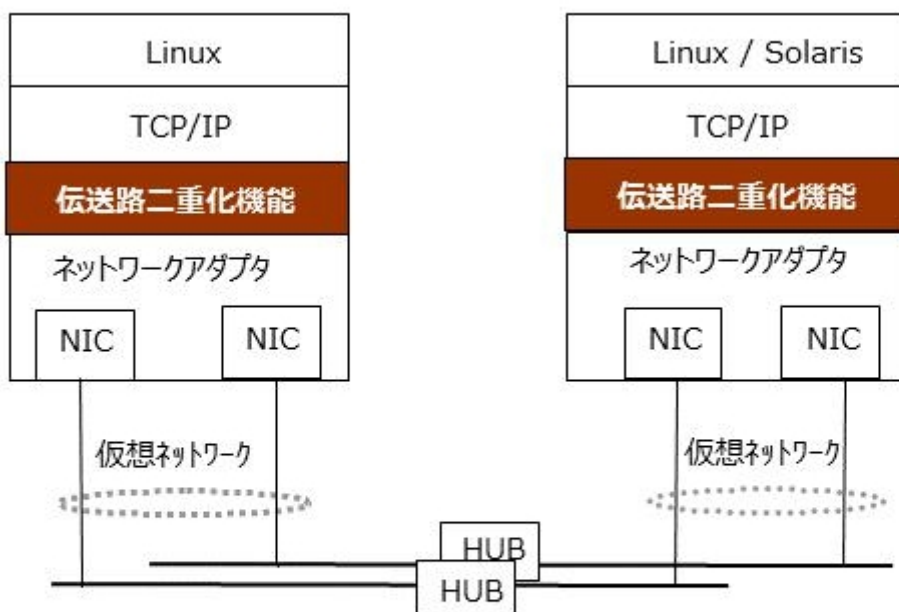 Linux
TCP/IP
伝送路二重化機能
ネットワークアダプタ
NIC
NIC
仮想ネットワーク
Linux / Solaris
TCP/IP
伝送路二重化機能
ネットワークアダプタ
NIC
NIC
仮想ネットワーク
HUB
HUB